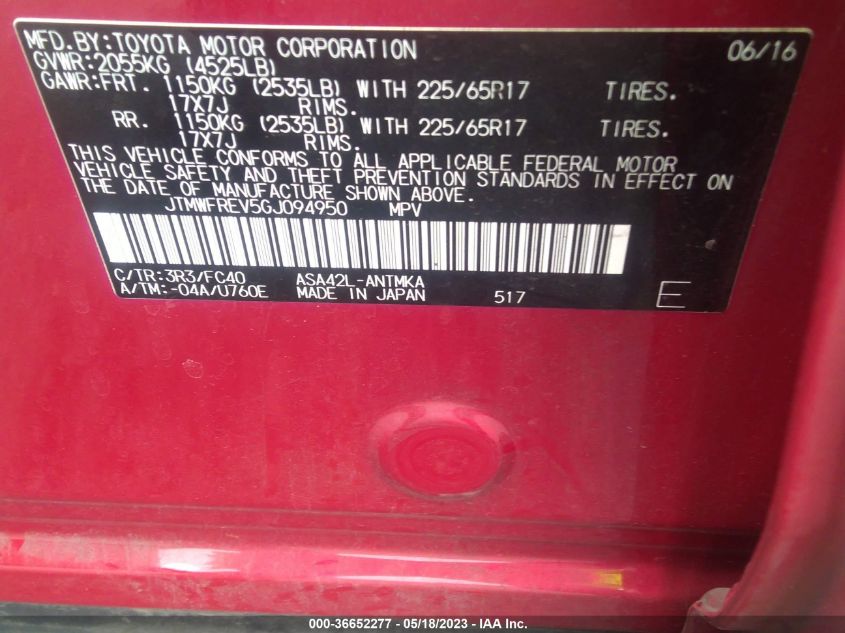 MFD.BY:TOYOTA MOTOR CORPORATION 06/16
GVWR:2055KG (4525LB)
GAWR:FRT. 1150KG (2535LB) WITH 225/65R17 TIRES.
17X7J RIMS.
RR. 1150KG (2535LB) WITH 225/65R17 TIRES.
17X7J RIMS.
THIS VEHICLE CONFORMS TO ALL APPLICABLE FEDERAL MOTOR
VEHICLE SAFETY AND THEFT PREVENTION STANDARDS IN EFFECT ON
THE DATE OF MANUFACTURE SHOWN ABOVE.
JTMWFREV5GJ094950 MPV
C/TR:3R3/FC40 ASA42L-ANTMKA
A/TM:-04A/U760E MADE IN JAPAN 517 E
000-36652277 - 05/18/2023 - IAA Inc.